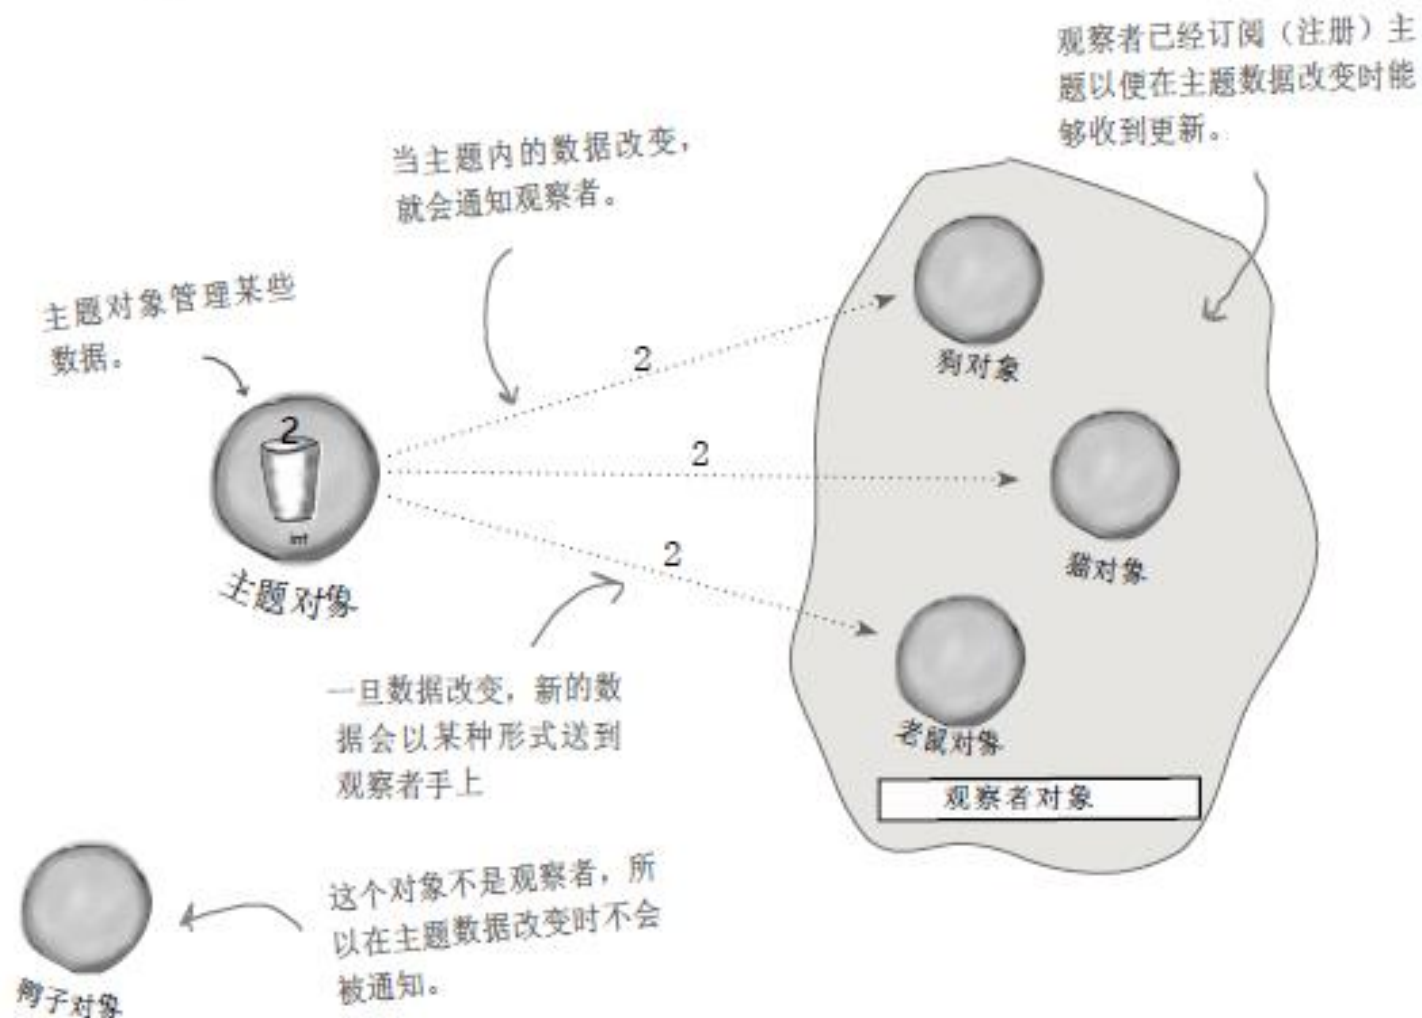 观察者已经订阅（注册）主
题以便在主题数据改变时能
够收到更新。
当主题内的数据改变，
就会通知观察者。
主题对象管理某些
数据。
2
int
主题对象
2
2
2
狗对象
猫对象
老鼠对象
观察者对象
一旦数据改变，新的数
据会以某种形式送到
观察者手上
这个对象不是观察者，所
以在主题数据改变时不会
被通知。
鸭子对象